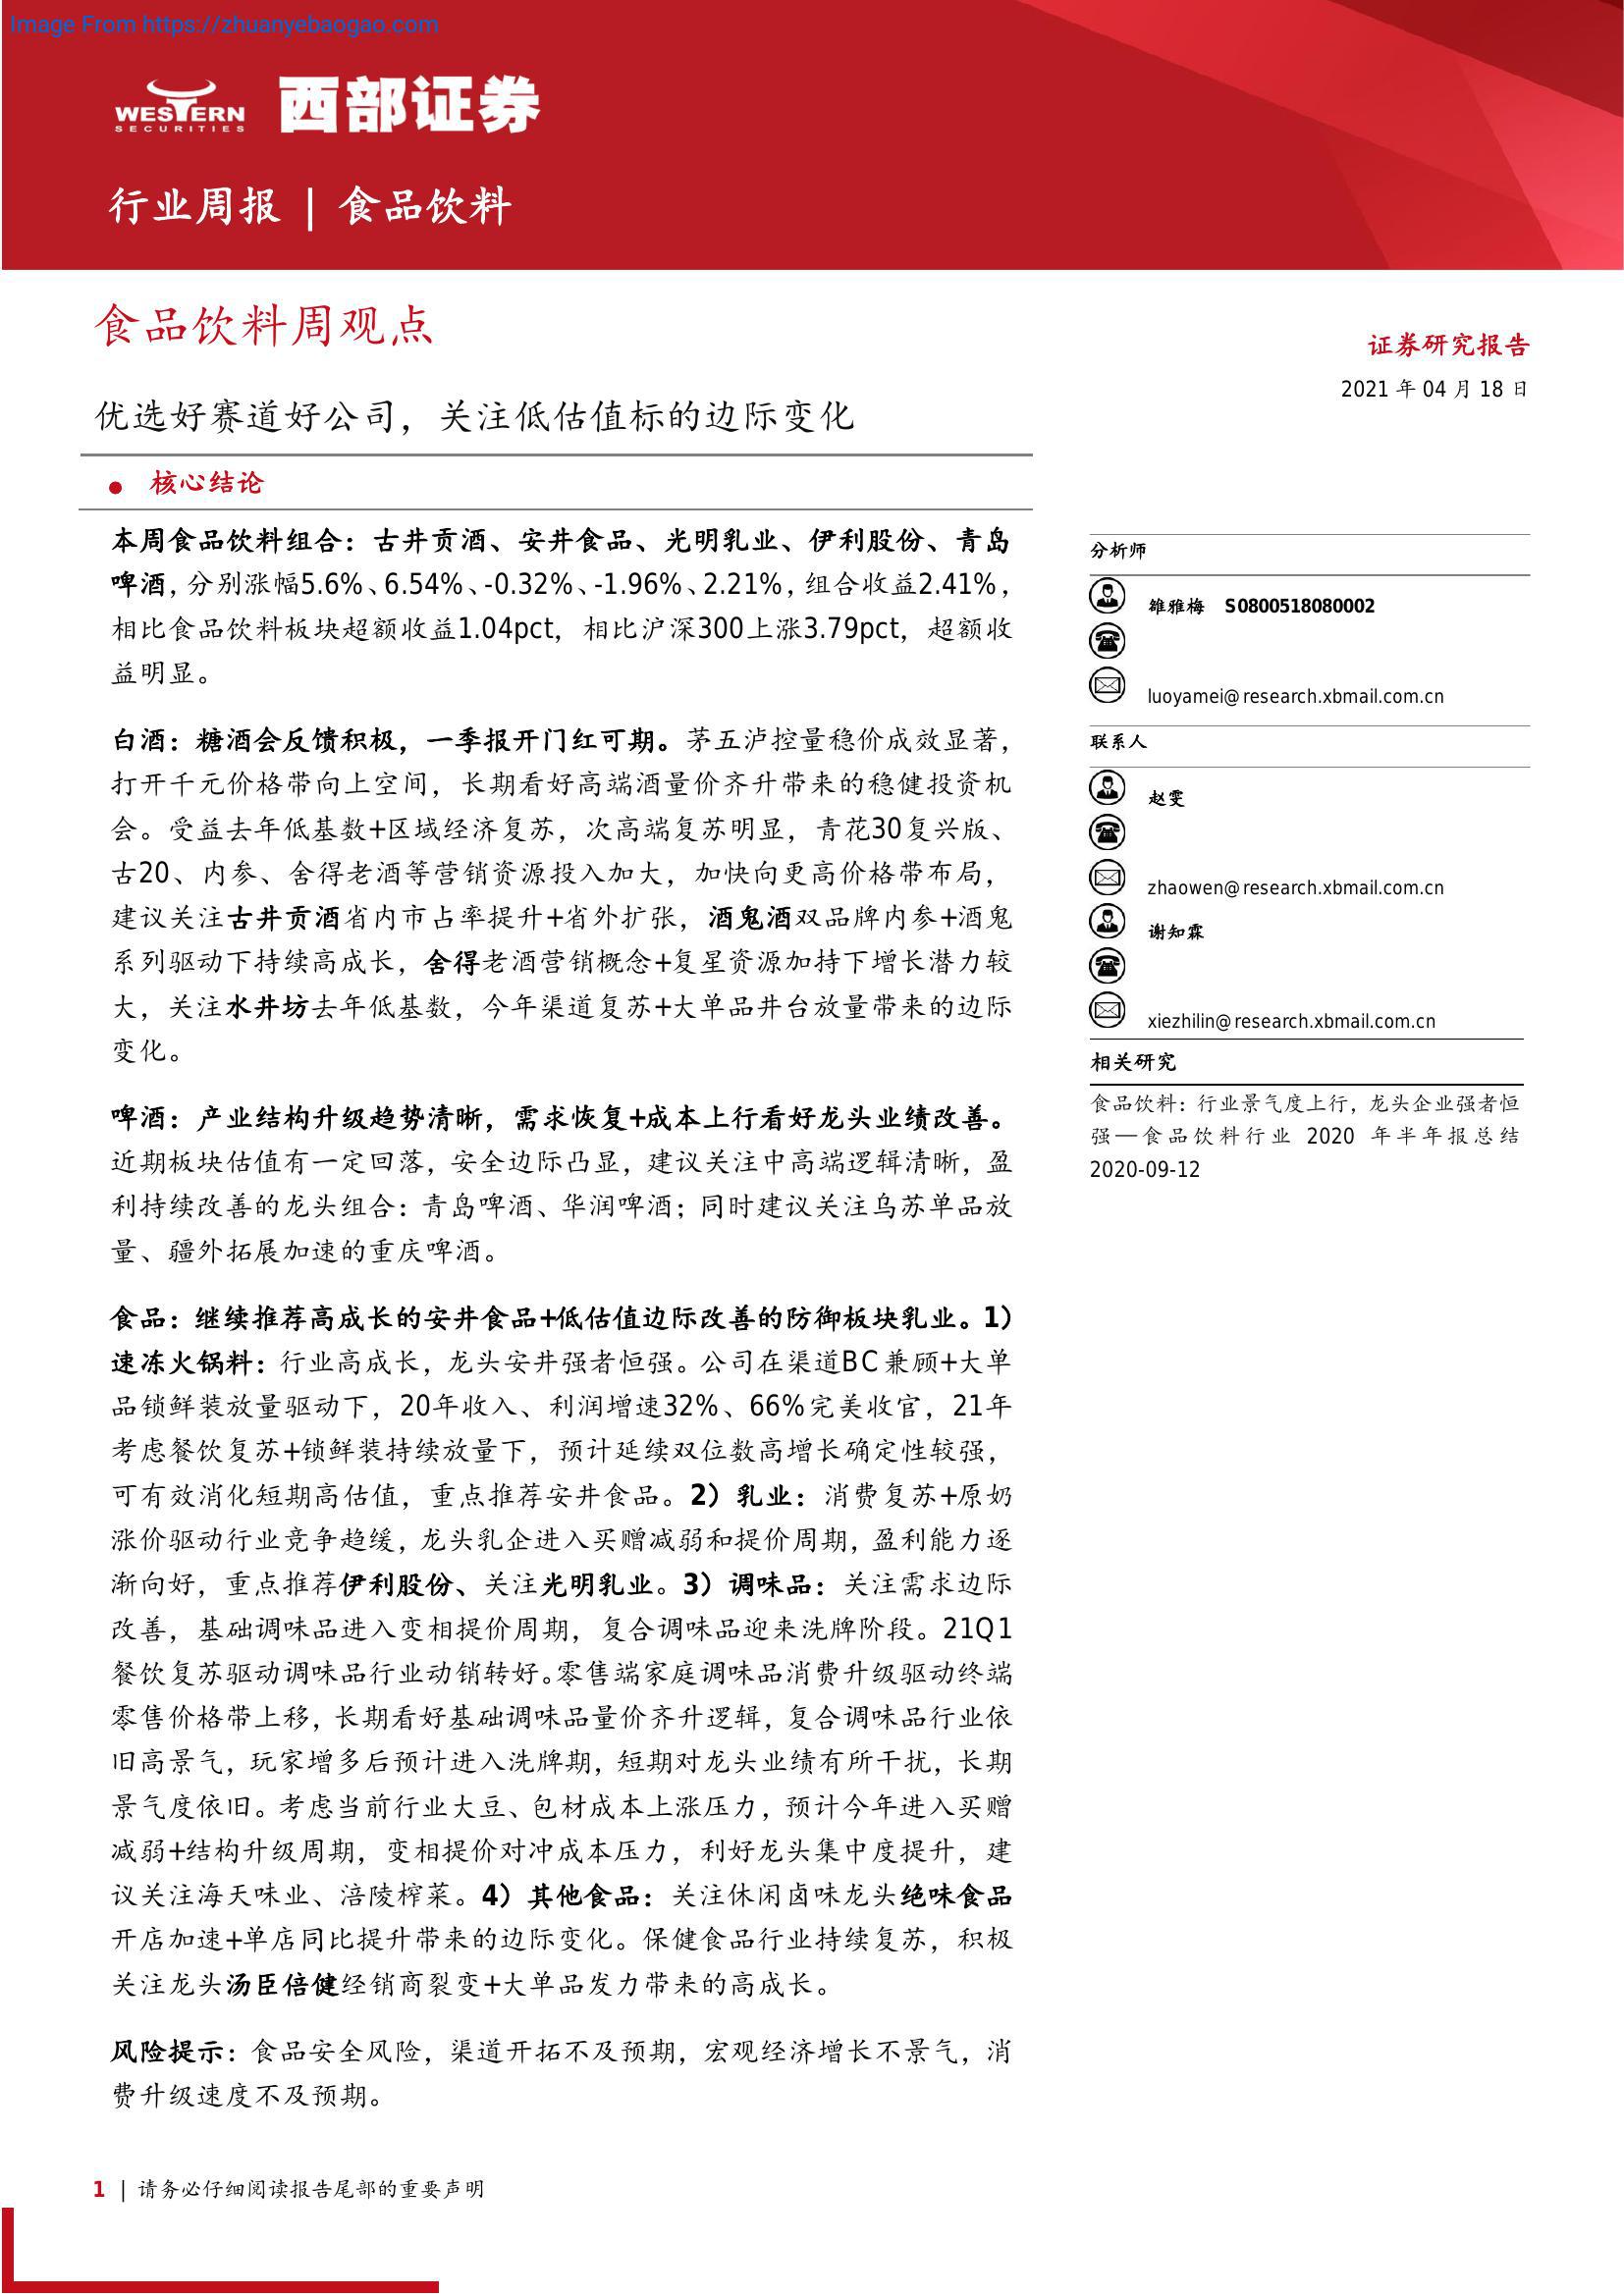 Image From https://zhuanyebaogao.com
WESTERN
SECURITIES
西部证券
行业周报 | 食品饮料
食品饮料周观点
优选好赛道好公司，关注低估值标的边际变化
证券研究报告
2021 年 04 月 18 日
● 核心结论
本周食品饮料组合：古井贡酒、安井食品、光明乳业、伊利股份、青岛
啤酒，分别涨幅5.6%、6.54%、-0.32%、-1.96%、2.21%，组合收益2.41%，
相比食品饮料板块超额收益1.04pct，相比沪深300上涨3.79pct，超额收
益明显。
白酒：糖酒会反馈积极，一季报开门红可期。茅五泸控量稳价成效显著，
打开千元价格带向上空间，长期看好高端酒量价齐升带来的稳健投资机
会。受益去年低基数+区域经济复苏，次高端复苏明显，青花30复兴版、
古20、内参、舍得老酒等营销资源投入加大，加快向更高价格带布局，
建议关注古井贡酒省内市占率提升+省外扩张，酒鬼酒双品牌内参+酒鬼
系列驱动下持续高成长，舍得老酒营销概念+复星资源加持下增长潜力较
大，关注水井坊去年低基数，今年渠道复苏+大单品井台放量带来的边际
变化。
啤酒：产业结构升级趋势清晰，需求恢复+成本上行看好龙头业绩改善。
近期板块估值有一定回落，安全边际凸显，建议关注中高端逻辑清晰，盈
利持续改善的龙头组合：青岛啤酒、华润啤酒；同时建议关注乌苏单品放
量、疆外拓展加速的重庆啤酒。
食品：继续推荐高成长的安井食品+低估值边际改善的防御板块乳业。1）
速冻火锅料：行业高成长，龙头安井强者恒强。公司在渠道BC兼顾+大单
品锁鲜装放量驱动下，20年收入、利润增速32%、66%完美收官，21年
考虑餐饮复苏+锁鲜装持续放量下，预计延续双位数高增长确定性较强，
可有效消化短期高估值，重点推荐安井食品。2）乳业：消费复苏+原奶
涨价驱动行业竞争趋缓，龙头乳企进入买赠减弱和提价周期，盈利能力逐
渐向好，重点推荐伊利股份、关注光明乳业。3）调味品：关注需求边际
改善，基础调味品进入变相提价周期，复合调味品迎来洗牌阶段。21Q1
餐饮复苏驱动调味品行业动销转好。零售端家庭调味品消费升级驱动终端
零售价格带上移，长期看好基础调味品量价齐升逻辑，复合调味品行业依
旧高景气，玩家增多后预计进入洗牌期，短期对龙头业绩有所干扰，长期
景气度依旧。考虑当前行业大豆、包材成本上涨压力，预计今年进入买赠
减弱+结构升级周期，变相提价对冲成本压力，利好龙头集中度提升，建
议关注海天味业、涪陵榨菜。4）其他食品：关注休闲卤味龙头绝味食品
开店加速+单店同比提升带来的边际变化。保健食品行业持续复苏，积极
关注龙头汤臣倍健经销商裂变+大单品发力带来的高成长。
风险提示：食品安全风险，渠道开拓不及预期，宏观经济增长不景气，消
费升级速度不及预期。
分析师
雒雅梅 S0800518080002
luoyamei@research.xbmail.com.cn
联系人
赵雯
zhaowen@research.xbmail.com.cn
谢知霖
xiezhilin@research.xbmail.com.cn
相关研究
食品饮料：行业景气度上行，龙头企业强者恒
强—食品饮料行业 2020 年半年报总结
2020-09-12
1 | 请务必仔细阅读报告尾部的重要声明